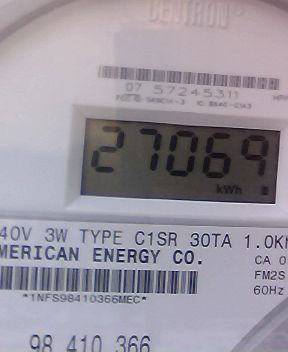 CENTRON®
07 57245311
27069
kWh
40V 3W TYPE C1SR 30TA 1.0K
MERICAN ENERGY CO.
CA 0
FM2S
60Hz
*1NFS98410366MEC*
98 410 366